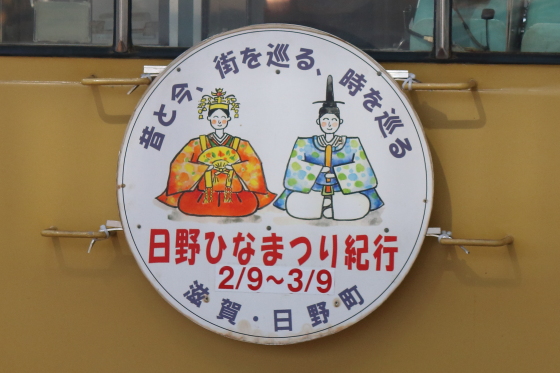 昔と今、街を巡る、時を巡る
日野ひなまつり紀行
2/9～3/9
滋賀・日野町